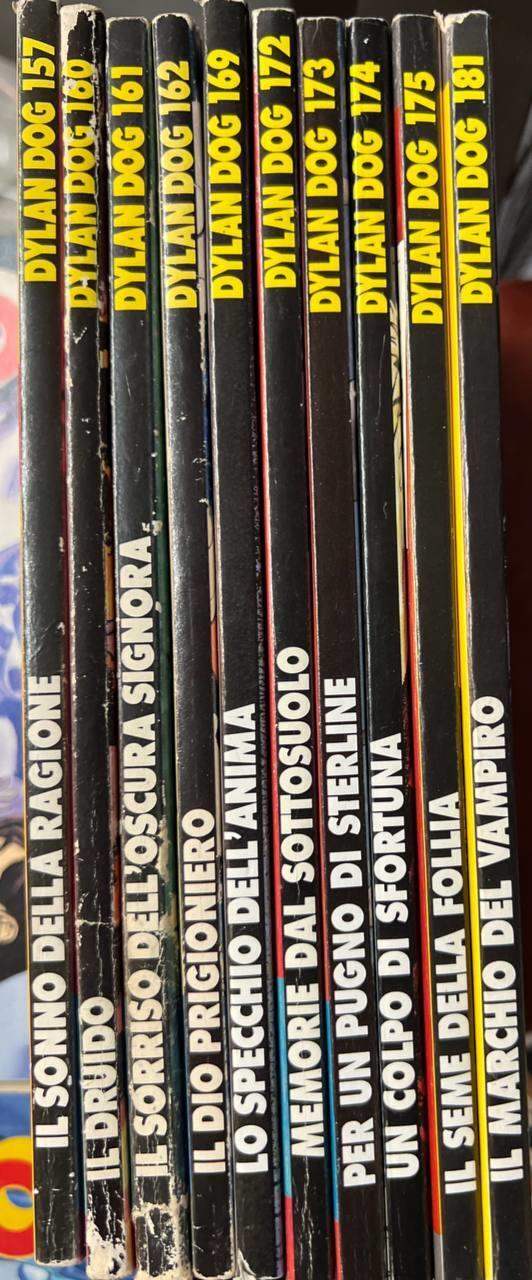 DYLAN DOG 157 IL SONNO DELLA RAGIONE
DYLAN DOG 160 IL DRUIDO
DYLAN DOG 161 IL SORRISO DELL'OSCURA SIGNORA
DYLAN DOG 162 IL DIO PRIGIONIERO
DYLAN DOG 169 LO SPECCHIO DELL'ANIMA
DYLAN DOG 172 MEMORIE DAL SOTTOSUOLO
DYLAN DOG 173 PER UN PUGNO DI STERLINE
DYLAN DOG 174 UN COLPO DI SFORTUNA
DYLAN DOG 175 IL SEME DELLA FOLLIA
DYLAN DOG 181 IL MARCHIO DEL VAMPIRO